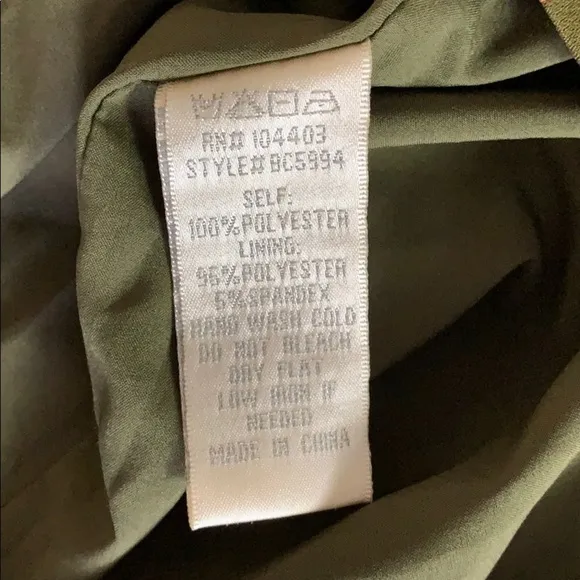 RN# 104403
STYLE# BC5994
SELF:
100%POLYESTER
LINING:
95%POLYESTER
5%SPANDEX
HAND WASH COLD
DO NOT BLEACH
DRY FLAT
LOW IRON IF
NEEDED
MADE IN CHINA